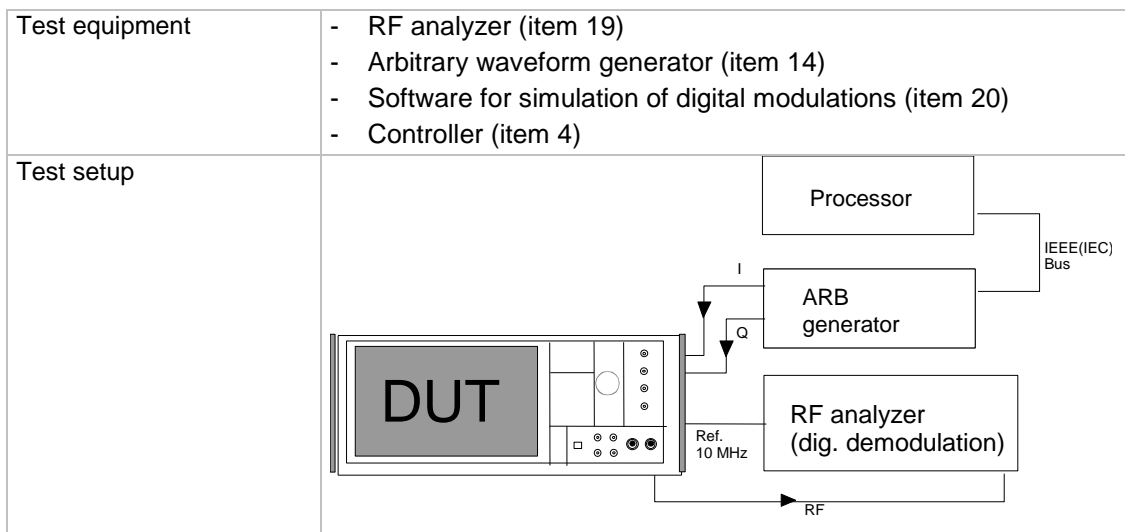 Test equipment
- RF analyzer (item 19)
- Arbitrary waveform generator (item 14)
- Software for simulation of digital modulations (item 20)
- Controller (item 4)
Test setup
Processor
IEEE(IEC)
Bus
I
ARB
generator
Q
DUT
RF analyzer
(dig. demodulation)
Ref.
10 MHz
RF